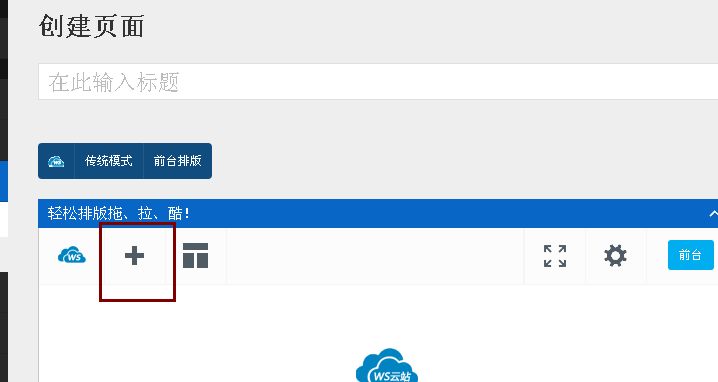 创建页面
在此输入标题
传统模式 前台排版
轻松排版拖、拉、酷!
WS 前台
WS云站